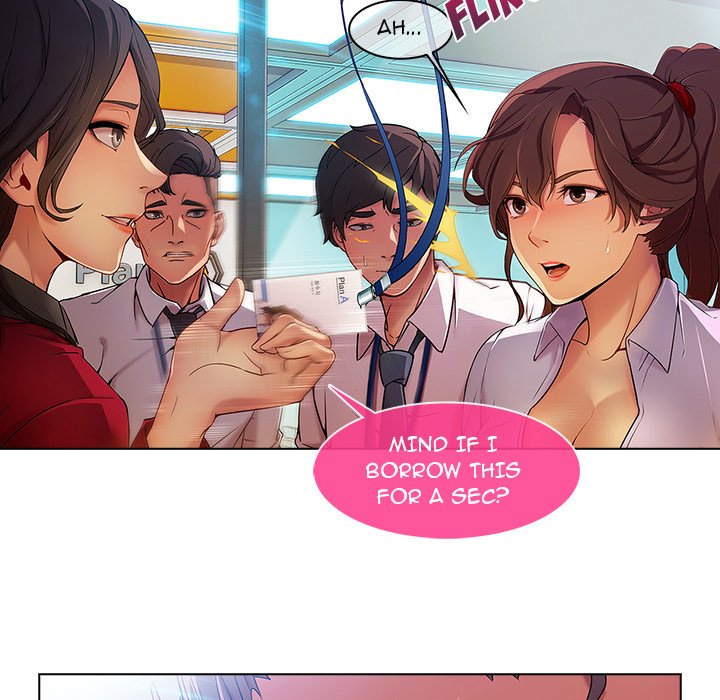 AH...
FLIN
Plan
Plan A
MIND IF I
BORROW THIS
FOR A SEC?